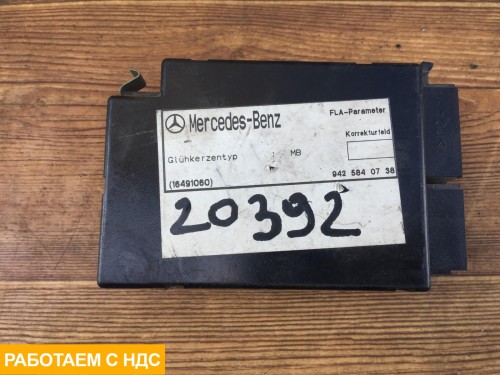 Mercedes-Benz
FLA-Parameter
Korrekturfeld
Glühkerzentyp : MB
(16491060)
942 584 07 38
20392
РАБОТАЕМ С НДС